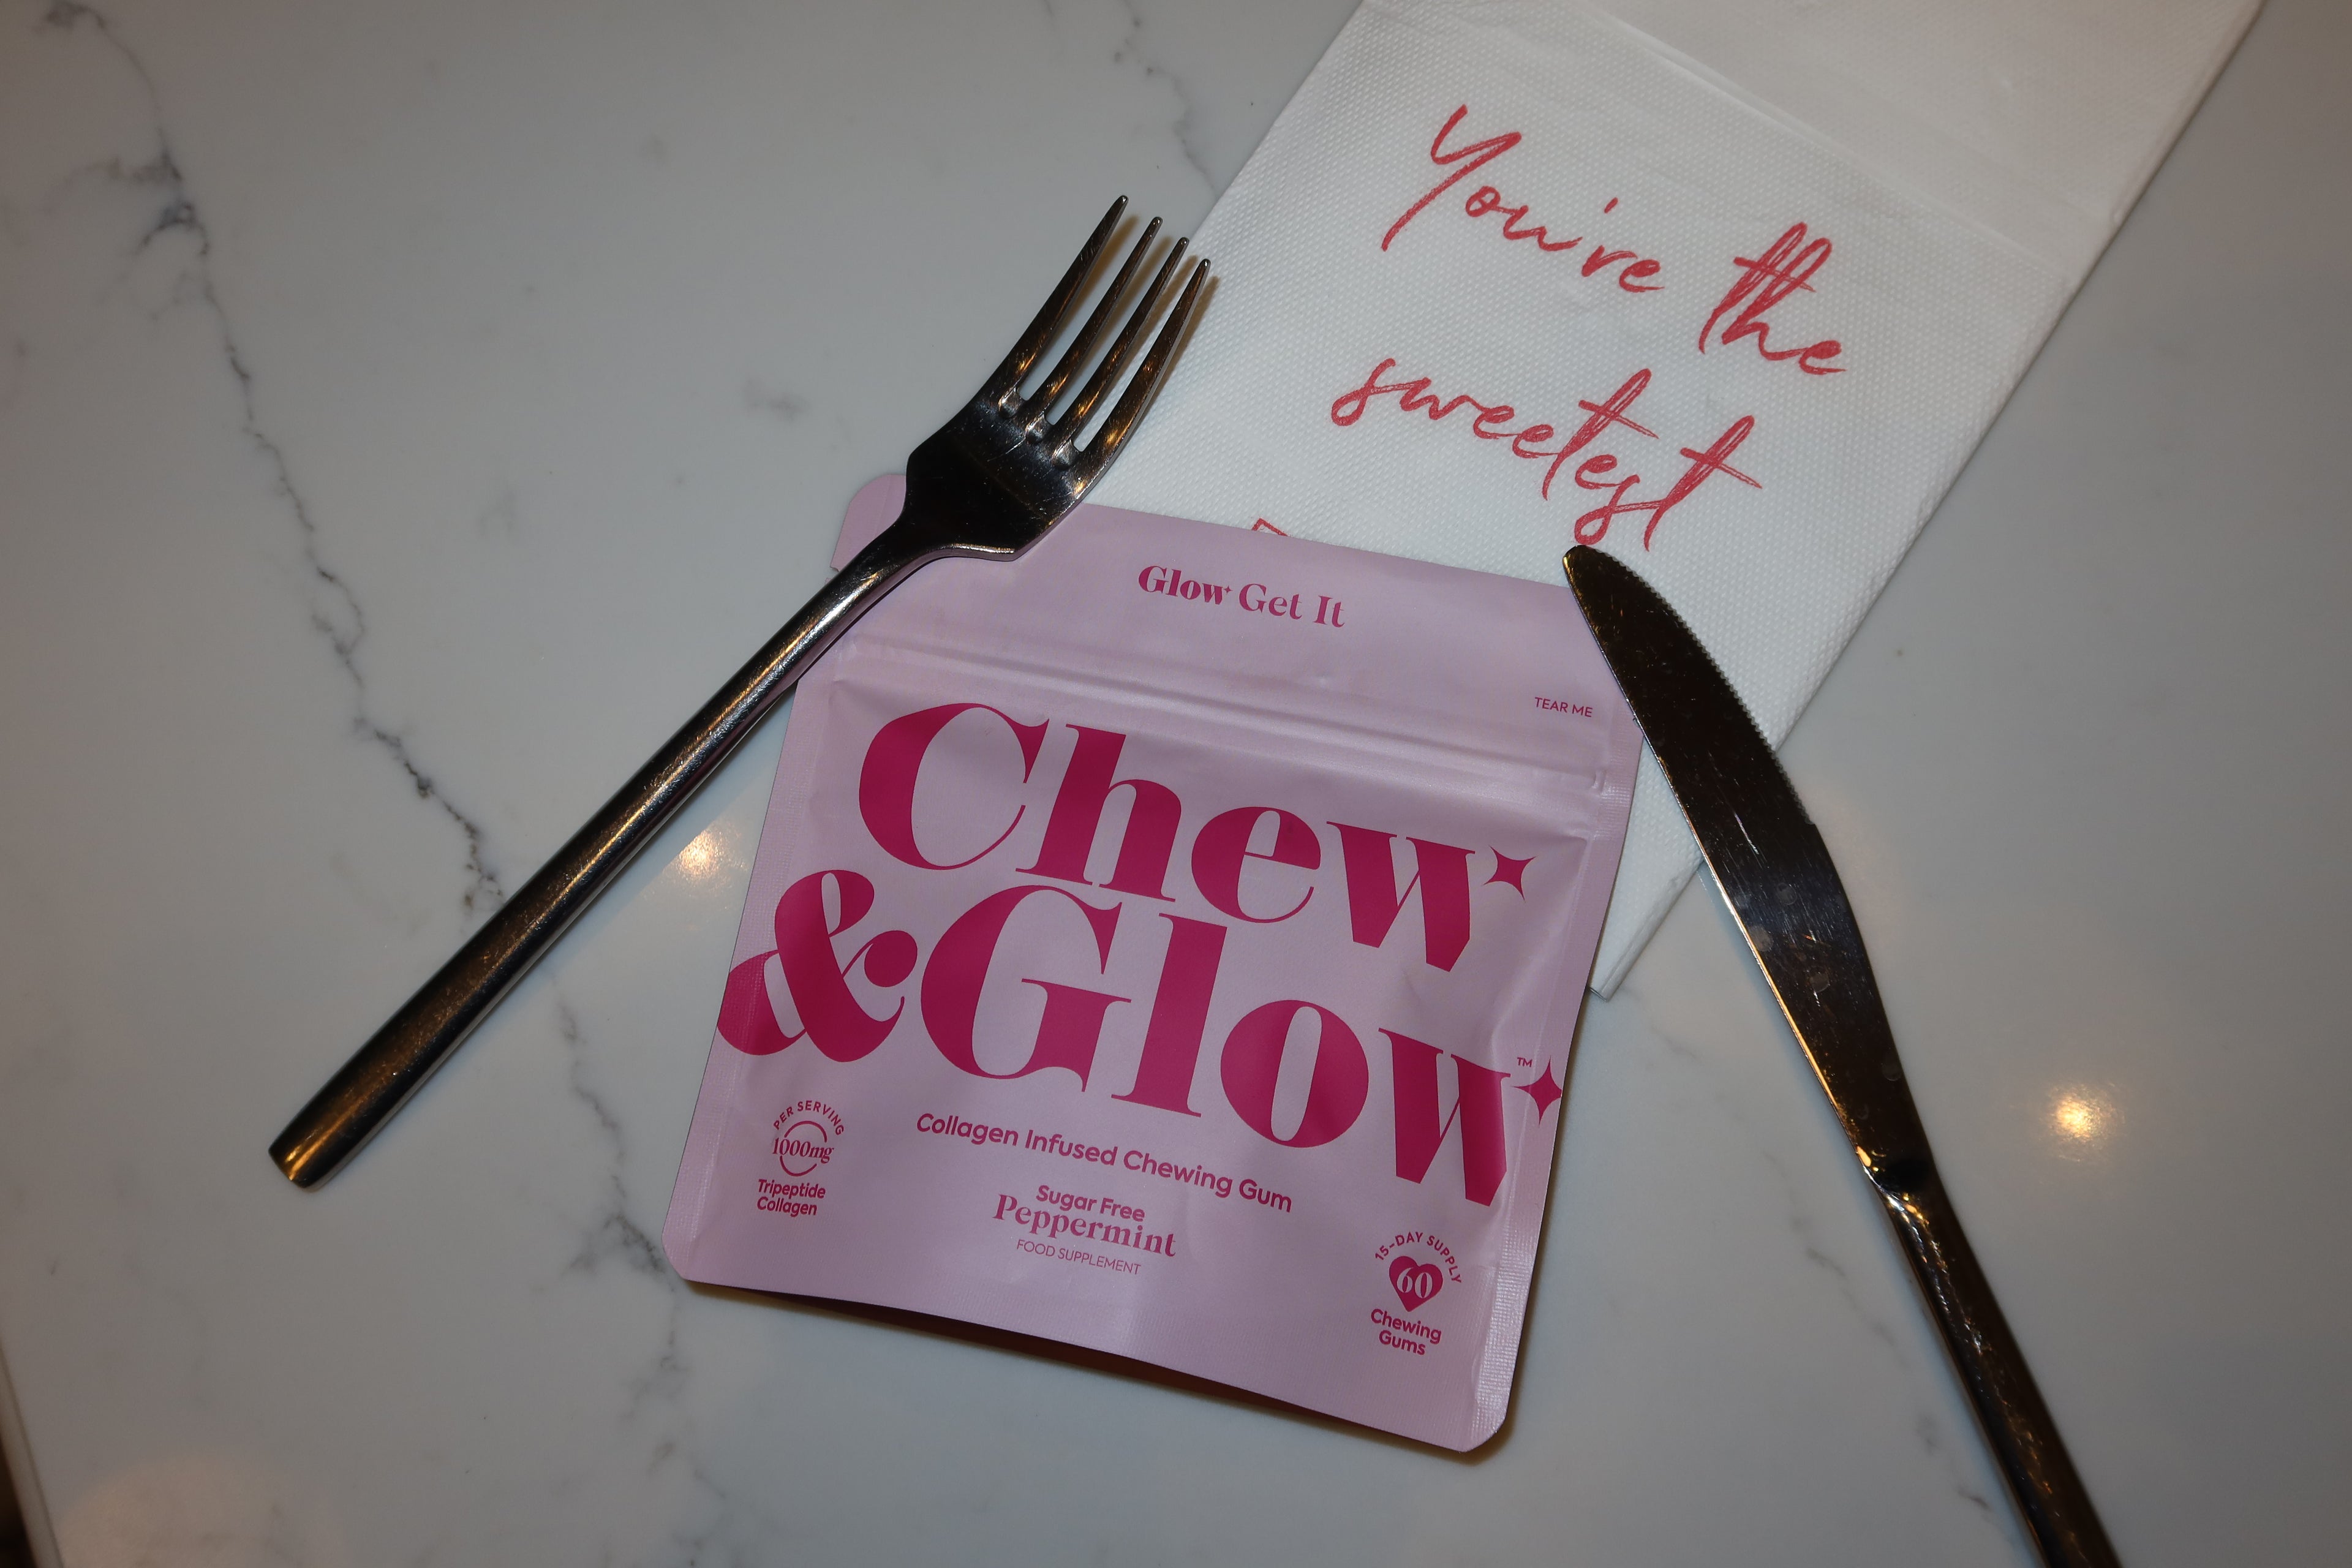 You're the
sweetest
Glow Get It
TEAR ME
Chew
&Glow™
PER SERVING
1000mg
Tripeptide
Collagen
Collagen Infused Chewing Gum
Sugar Free
Peppermint
FOOD SUPPLEMENT
15-DAY SUPPLY
60
Chewing
Gums